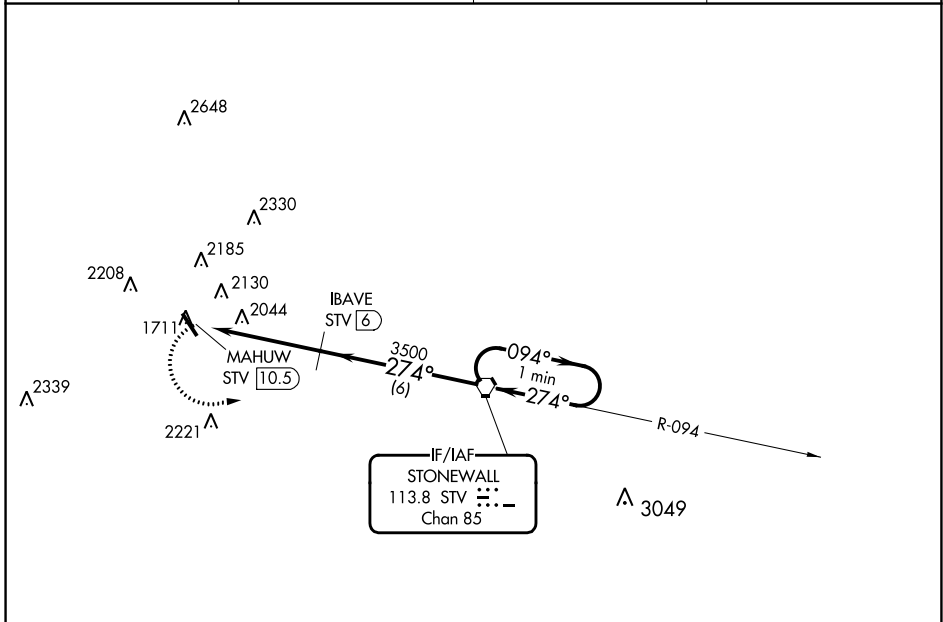 2648
2330
2185
2208
2130
2044
1711
IBAVE
STV 6
MAHUW
STV 10.5
3500
274°
(6)
094°
1 min
274°
R-094
2339
2221
IF/IAF
STONEWALL
113.8 STV
Chan 85
3049